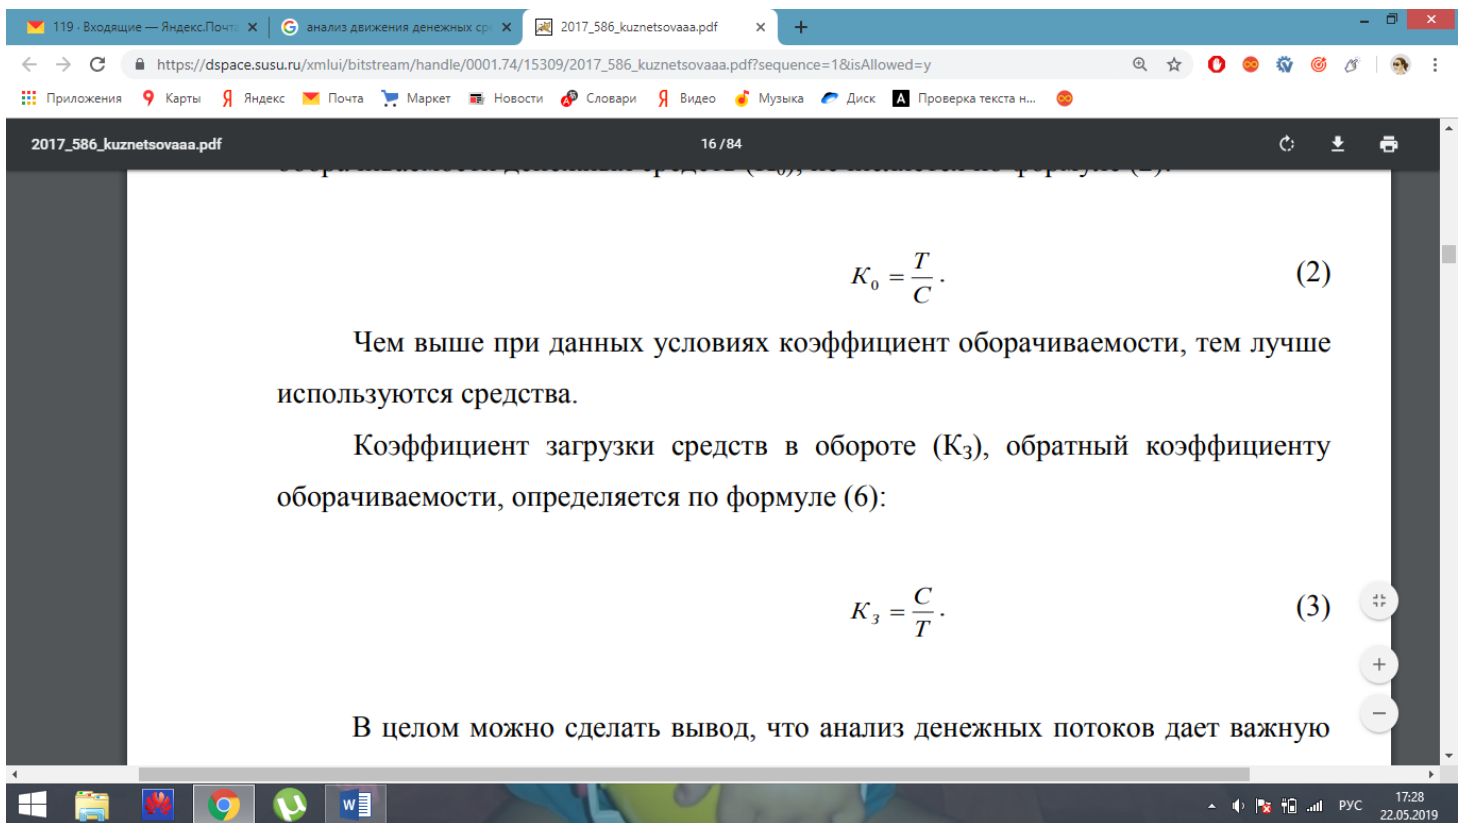 119 · Входящие — Яндекс.Почт
анализ движения денежных ср
2017_586_kuznetsovaaa.pdf
https://dspace.susu.ru/xmlui/bitstream/handle/0001.74/15309/2017_586_kuznetsovaaa.pdf?sequence=1&isAllowed=y
Приложения Карты Яндекс Почта Маркет Новости Словари Видео Музыка Диск Проверка текста н...
2017_586_kuznetsovaaa.pdf 16 / 84
K₀ = T/C. (2)
Чем выше при данных условиях коэффициент оборачиваемости, тем лучше
используются средства.
Коэффициент загрузки средств в обороте (К₃), обратный коэффициенту
оборачиваемости, определяется по формуле (6):
K₃ = C/T. (3)
В целом можно сделать вывод, что анализ денежных потоков дает важную
РУС 17:28
22.05.2019